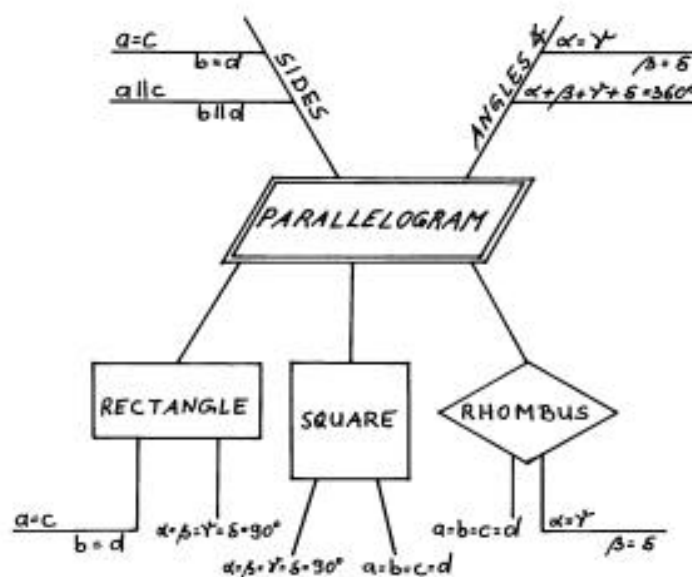 a=c
b=d
a||c
b||d
SIDES
ANGLES ∢
α=γ
β=δ
α+β+γ+δ=360°
PARALLELOGRAM
RECTANGLE
SQUARE
RHOMBUS
a=c
b=d
α=β=γ=δ=90°
α=β=γ=δ=90°
a=b=c=d
a=b=c=d
α=γ
β=δ